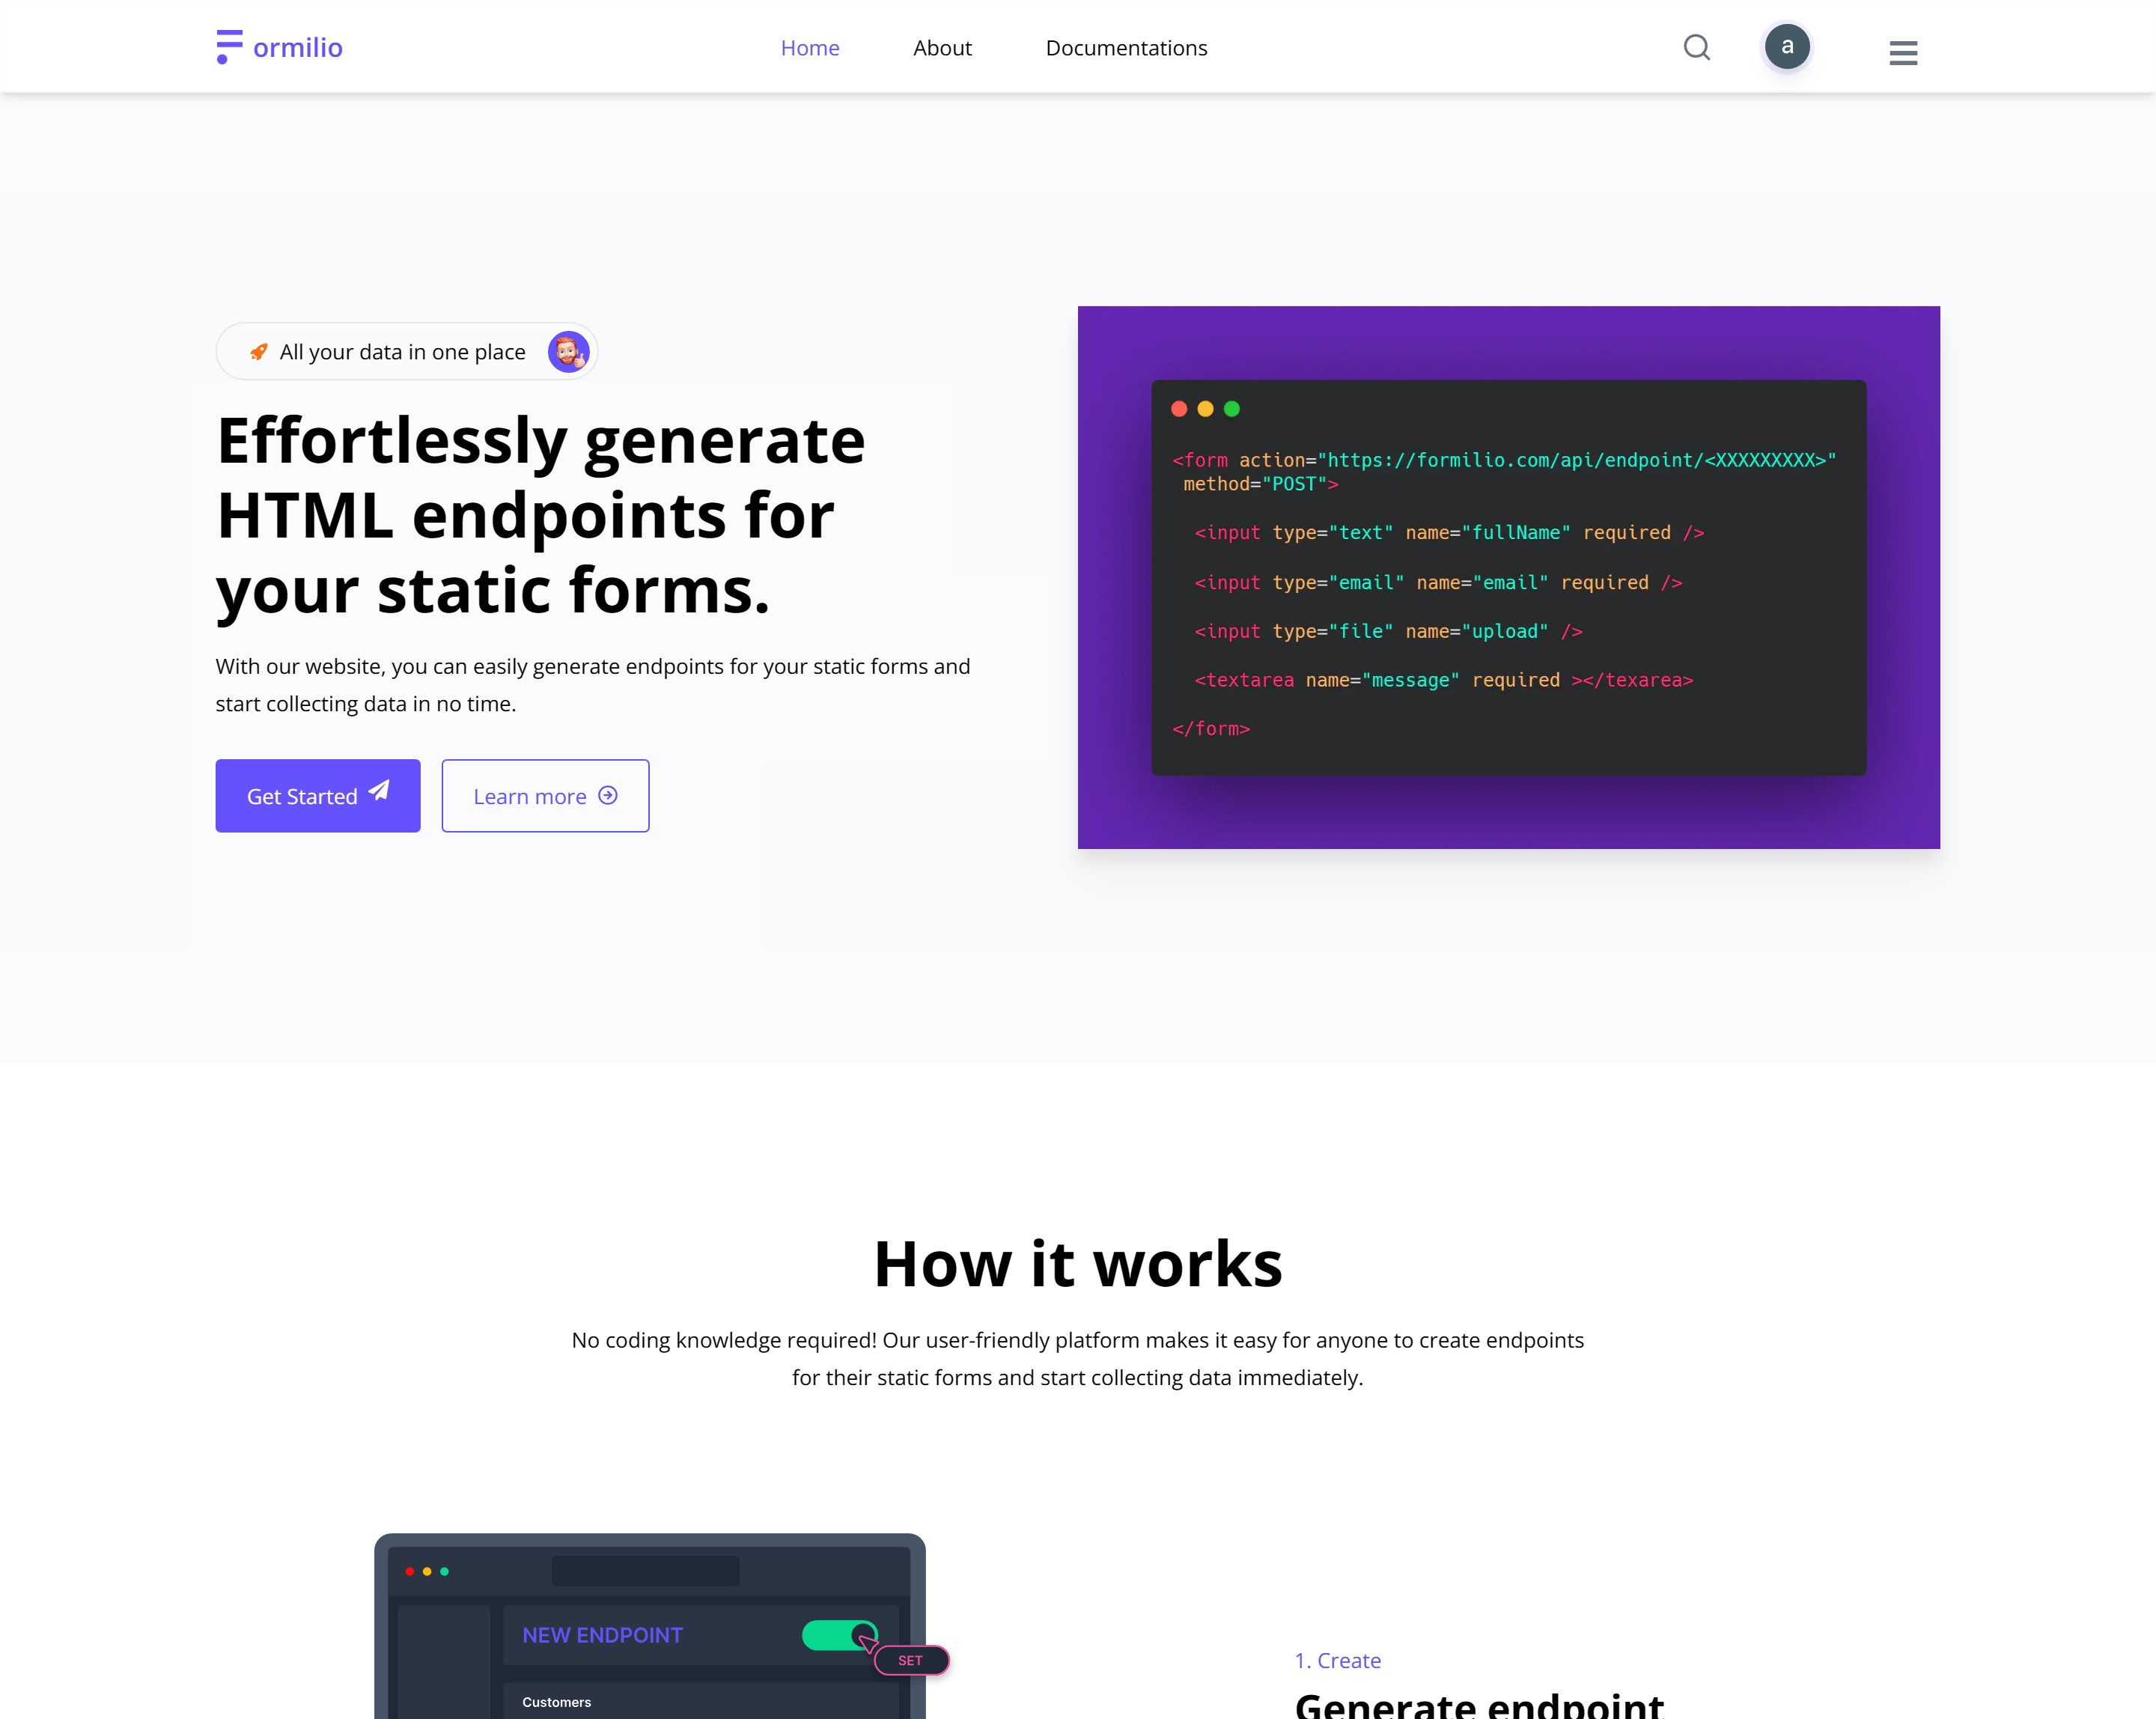 ormilio
Home
About
Documentations
a
All your data in one place
Effortlessly generate
HTML endpoints for
your static forms.
With our website, you can easily generate endpoints for your static forms and
start collecting data in no time.
Get Started
Learn more
<form action="https://formilio.com/api/endpoint/<XXXXXXXXX>"
method="POST">
<input type="text" name="fullName" required />
<input type="email" name="email" required />
<input type="file" name="upload" />
<textarea name="message" required ></texarea>
</form>
How it works
No coding knowledge required! Our user-friendly platform makes it easy for anyone to create endpoints
for their static forms and start collecting data immediately.
NEW ENDPOINT
SET
Customers
1. Create
Generate endpoint